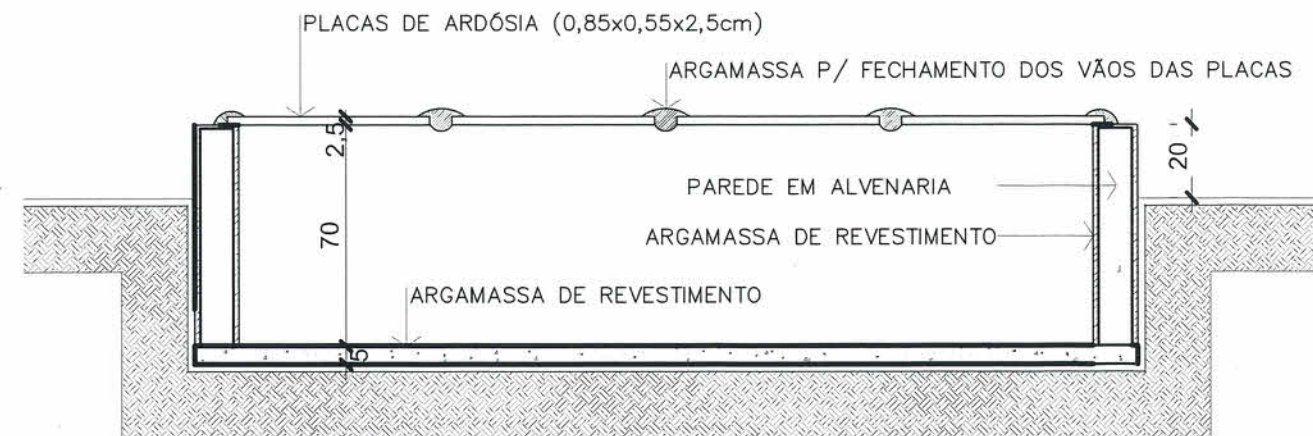 PLACAS DE ARDÓSIA (0,85x0,55x2,5cm)
ARGAMASSA P/ FECHAMENTO DOS VÃOS DAS PLACAS
2,5
20
PAREDE EM ALVENARIA
70
ARGAMASSA DE REVESTIMENTO
ARGAMASSA DE REVESTIMENTO
5